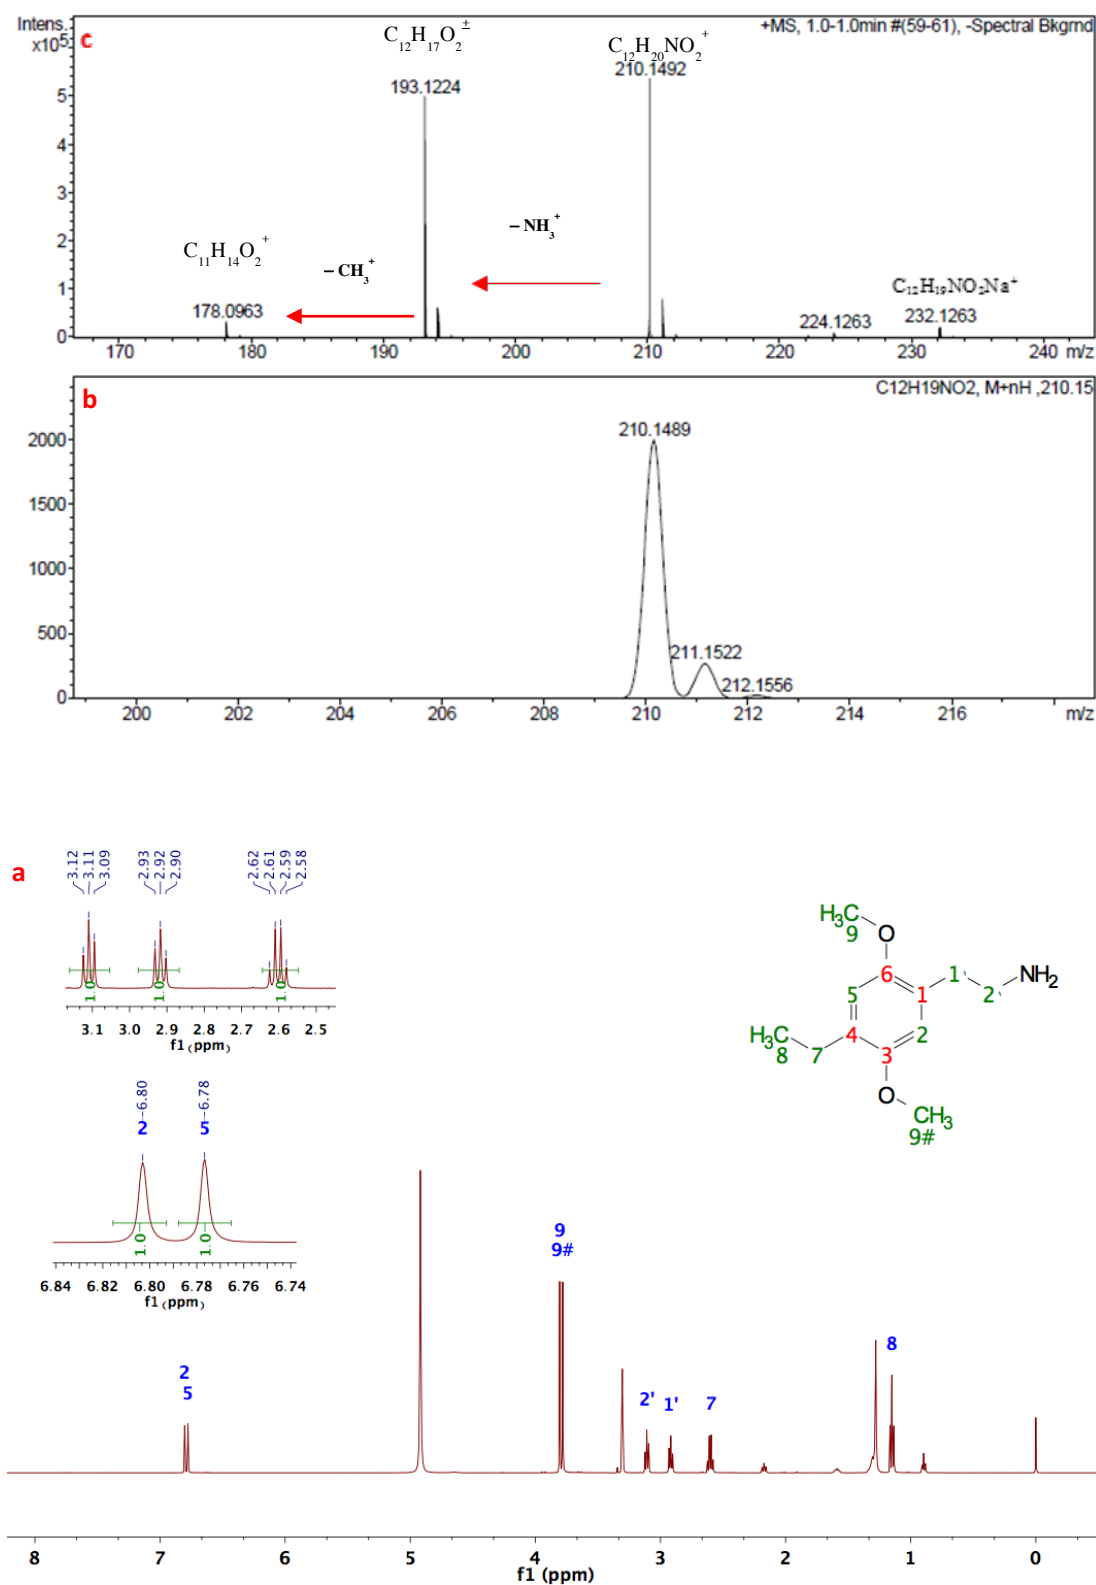 Intens.
x10⁵
c
+MS, 1.0-1.0min #(59-61), -Spectral Bkgrnd
C₁₂H₁₇O₂⁺
C₁₂H₂₀NO₂⁺
210.1492
193.1224
5
4
3
2
1
0
– NH₃⁺
C₁₁H₁₄O₂⁺
– CH₃⁺
178.0963
C₁₂H₁₉NO₂Na⁺
224.1263
232.1263
170 180 190 200 210 220 230 240 m/z
b
C12H19NO2, M+nH ,210.15
210.1489
2000
1500
1000
500
0
211.1522
212.1556
200 202 204 206 208 210 212 214 216 m/z
a
3.12 3.11 3.09 2.93 2.92 2.90 2.62 2.61 2.59 2.58
1.0 1.0 1.0
3.1 3.0 2.9 2.8 2.7 2.6 2.5
f1 (ppm)
6.80 6.78
2 5
1.0 1.0
6.84 6.82 6.80 6.78 6.76 6.74
f1 (ppm)
H₃C
9
O
6
5
1
1'
2'
NH₂
H₃C
8
7
4
3
2
O
CH₃
9#
9
9#
8
2
5
2' 1' 7
8 7 6 5 4 3 2 1 0
f1 (ppm)